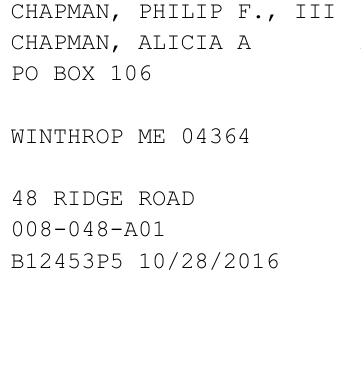 CHAPMAN, PHILIP F., III
CHAPMAN, ALICIA A
PO BOX 106
WINTHROP ME 04364
48 RIDGE ROAD
008-048-A01
B12453P5 10/28/2016